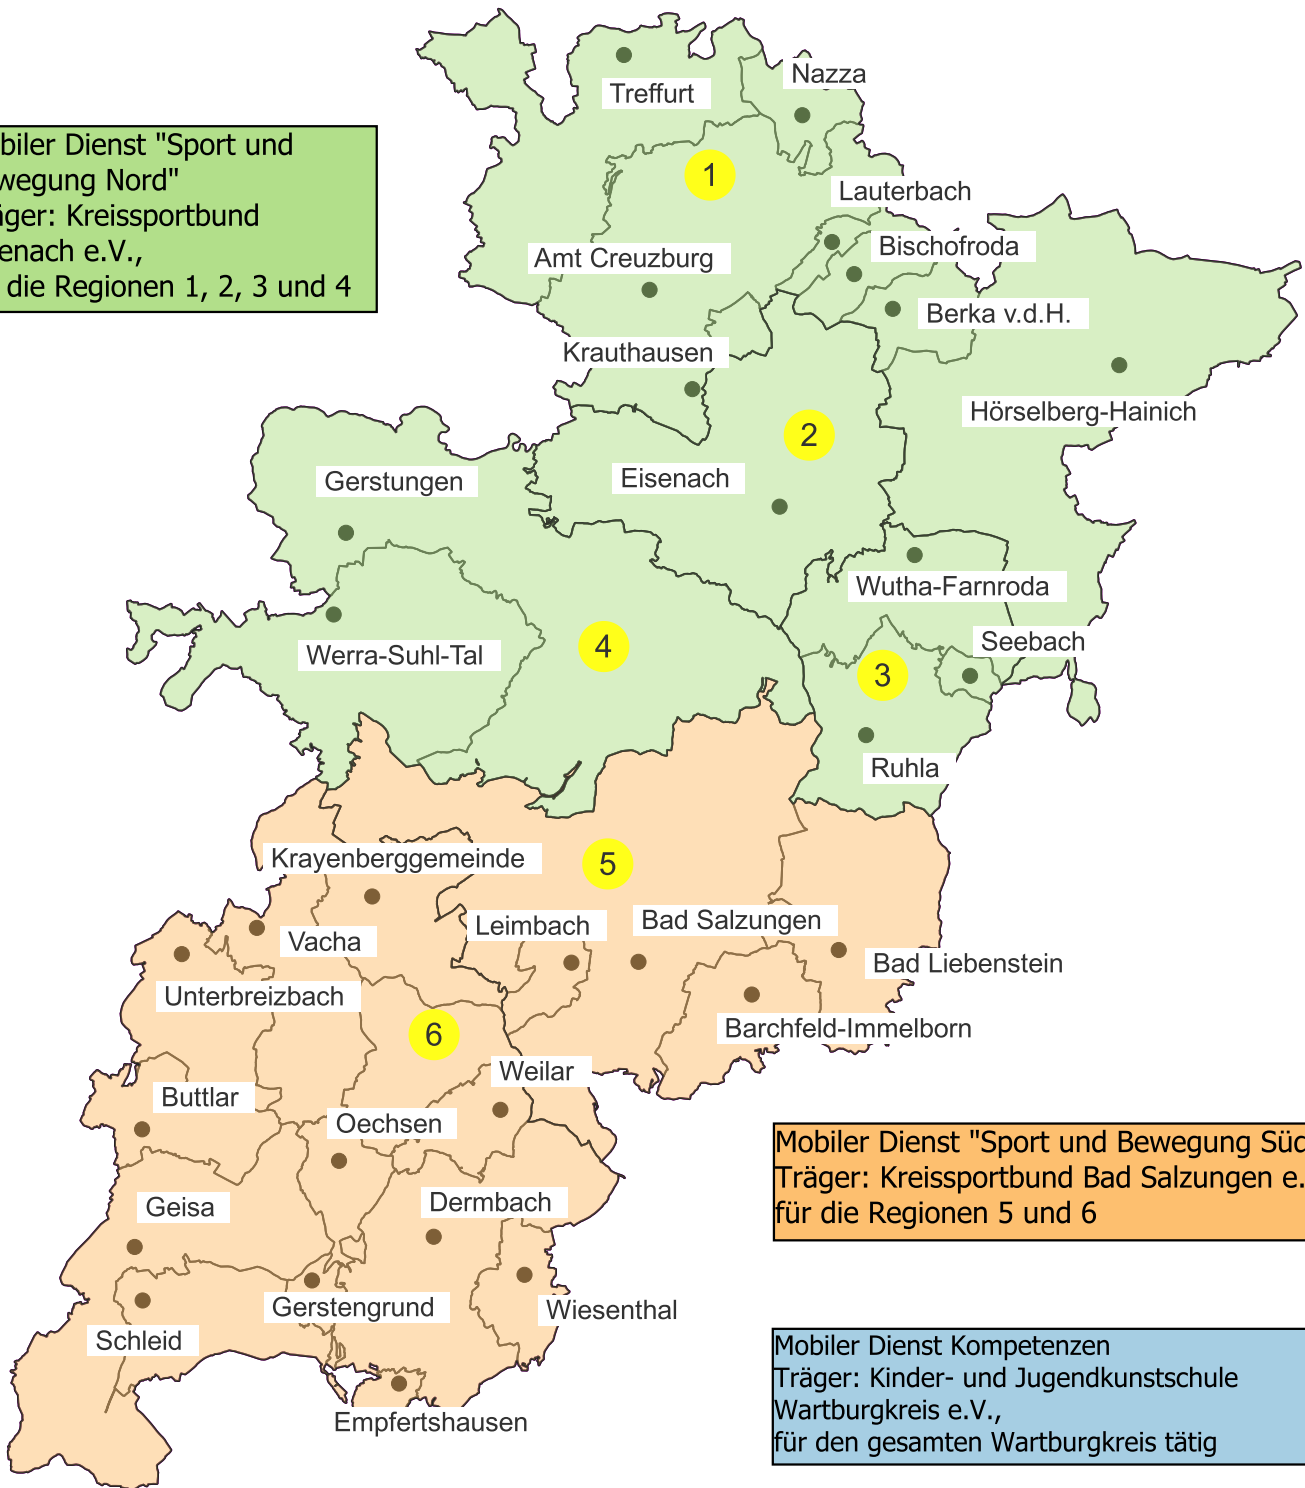 Treffurt
Nazza
biler Dienst "Sport und
wegung Nord"
äger: Kreissportbund
enach e.V.,
die Regionen 1, 2, 3 und 4
1
Lauterbach
Bischofroda
Amt Creuzburg
Berka v.d.H.
Krauthausen
Hörselberg-Hainich
2
Gerstungen
Eisenach
Wutha-Farnroda
Werra-Suhl-Tal
4
Seebach
3
Ruhla
Krayenberggemeinde
5
Leimbach
Bad Salzungen
Vacha
Bad Liebenstein
Unterbreizbach
Barchfeld-Immelborn
6
Weilar
Buttlar
Oechsen
Geisa
Dermbach
Gerstengrund
Wiesenthal
Schleid
Empfertshausen
Mobiler Dienst "Sport und Bewegung Süd
Träger: Kreissportbund Bad Salzungen e.
für die Regionen 5 und 6
Mobiler Dienst Kompetenzen
Träger: Kinder- und Jugendkunstschule
Wartburgkreis e.V.,
für den gesamten Wartburgkreis tätig